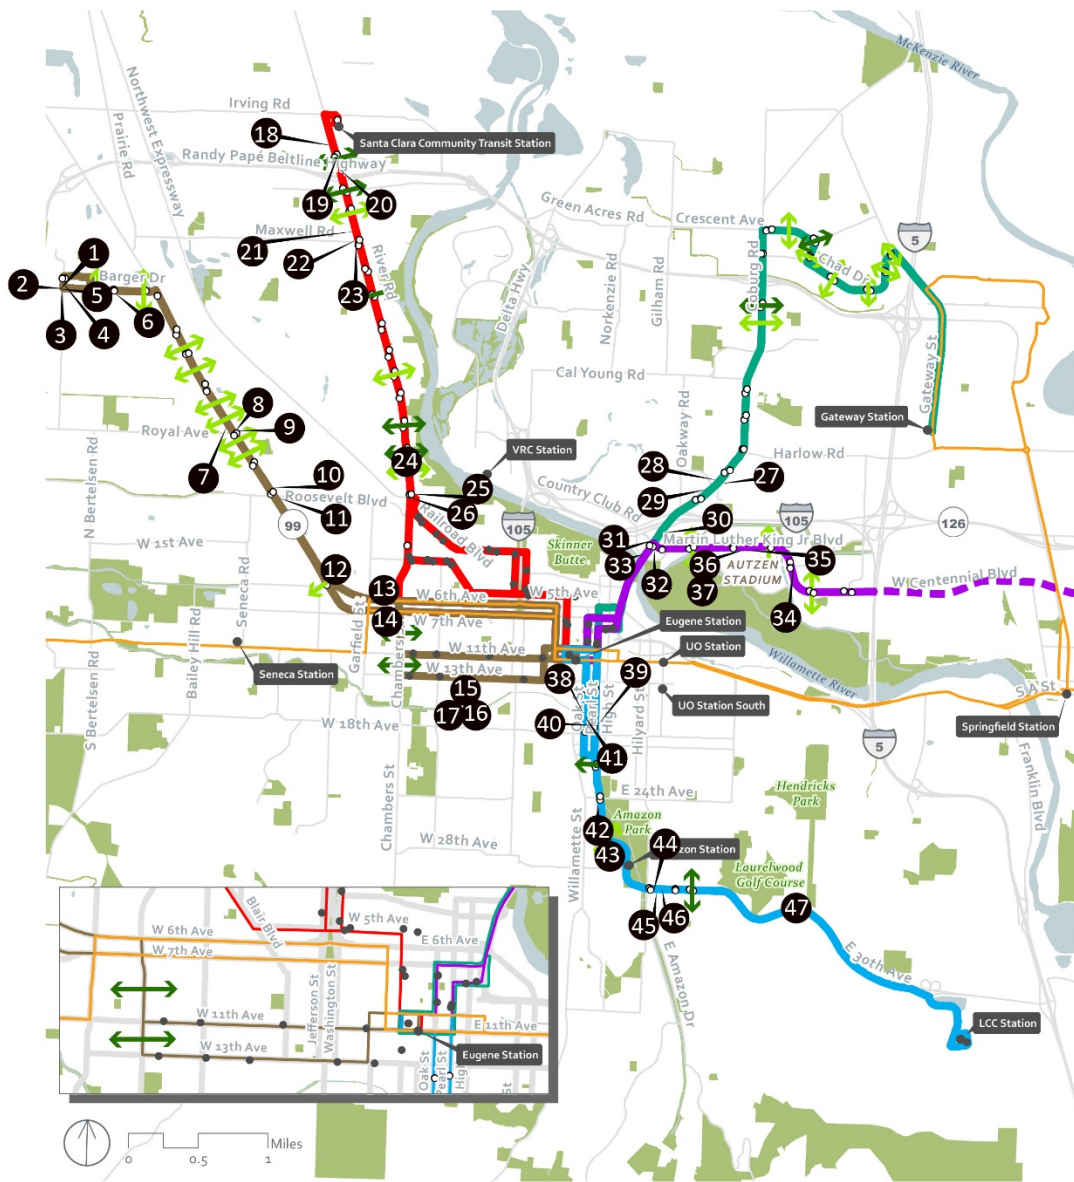 McKenzie River
Irving Rd
Northwest Expressway
Prairie Rd
18
Santa Clara Community Transit Station
Randy Papé Beltline Highway
19
20
Green Acres Rd
Crescent Ave
5
Maxwell Rd
21
22
River Rd
Delta Hwy
Norkenzie Rd
Gilham Rd
Coburg Rd
Chad Dr
1
2
Barger Dr
5
3
4
6
23
Gateway St
Cal Young Rd
Oakway Rd
Gateway Station
8
9
Royal Ave
7
24
VRC Station
Harlow Rd
28
27
N Bertelsen Rd
10
Roosevelt Blvd
11
25
26
Country Club Rd
29
99
Railroad Blvd
105
30
105
126
W 1st Ave
Skinner
Butte
31
Martin Luther King Jr Blvd
33
32
36
35
AUTZEN
STADIUM
37
W Centennial Blvd
12
13
W 5th Ave
W 6th Ave
34
Seneca Rd
Garfield St
14
W 7th Ave
Eugene Station
Bailey Hill Rd
Chambers St
W 11th Ave
UO Station
Willamette River
Seneca Station
W 13th Ave
38
39
S Bertelsen Rd
15
UO Station South
S A St
17
16
W 18th Ave
40
Oak St
Pearl St
High St
Hilyard St
Springfield Station
5
41
Franklin Blvd
Hendricks
Park
E 24th Ave
Chambers St
Willamette St
Amazon
Park
42
W 28th Ave
43
44
zon Station
Laurelwood
Golf Course
45
46
47
E Amazon Dr
E 30th Ave
LCC Station
Blair Blvd
W 5th Ave
W 6th Ave
E 6th Ave
W 7th Ave
Jefferson St
Washington St
W 11th Ave
E 11th Ave
W 13th Ave
Eugene Station
Oak St
Pearl St
High
St
Miles
0
0.5
1